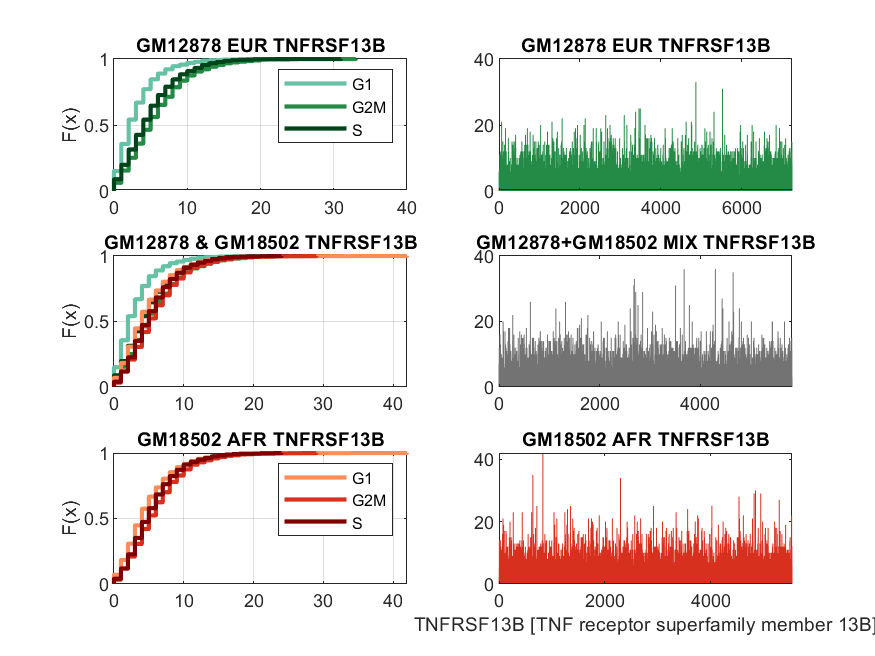 GM12878 EUR TNFRSF13B
F(x)
1
0.5
0
0 10 20 30 40
G1
G2M
S
GM12878 EUR TNFRSF13B
40
20
0
0 2000 4000 6000
GM12878 & GM18502 TNFRSF13B
F(x)
1
0.5
0
0 10 20 30 40
GM12878+GM18502 MIX TNFRSF13B
40
20
0
0 2000 4000
GM18502 AFR TNFRSF13B
F(x)
1
0.5
0
0 10 20 30 40
G1
G2M
S
GM18502 AFR TNFRSF13B
40
20
0
0 2000 4000
TNFRSF13B [TNF receptor superfamily member 13B]